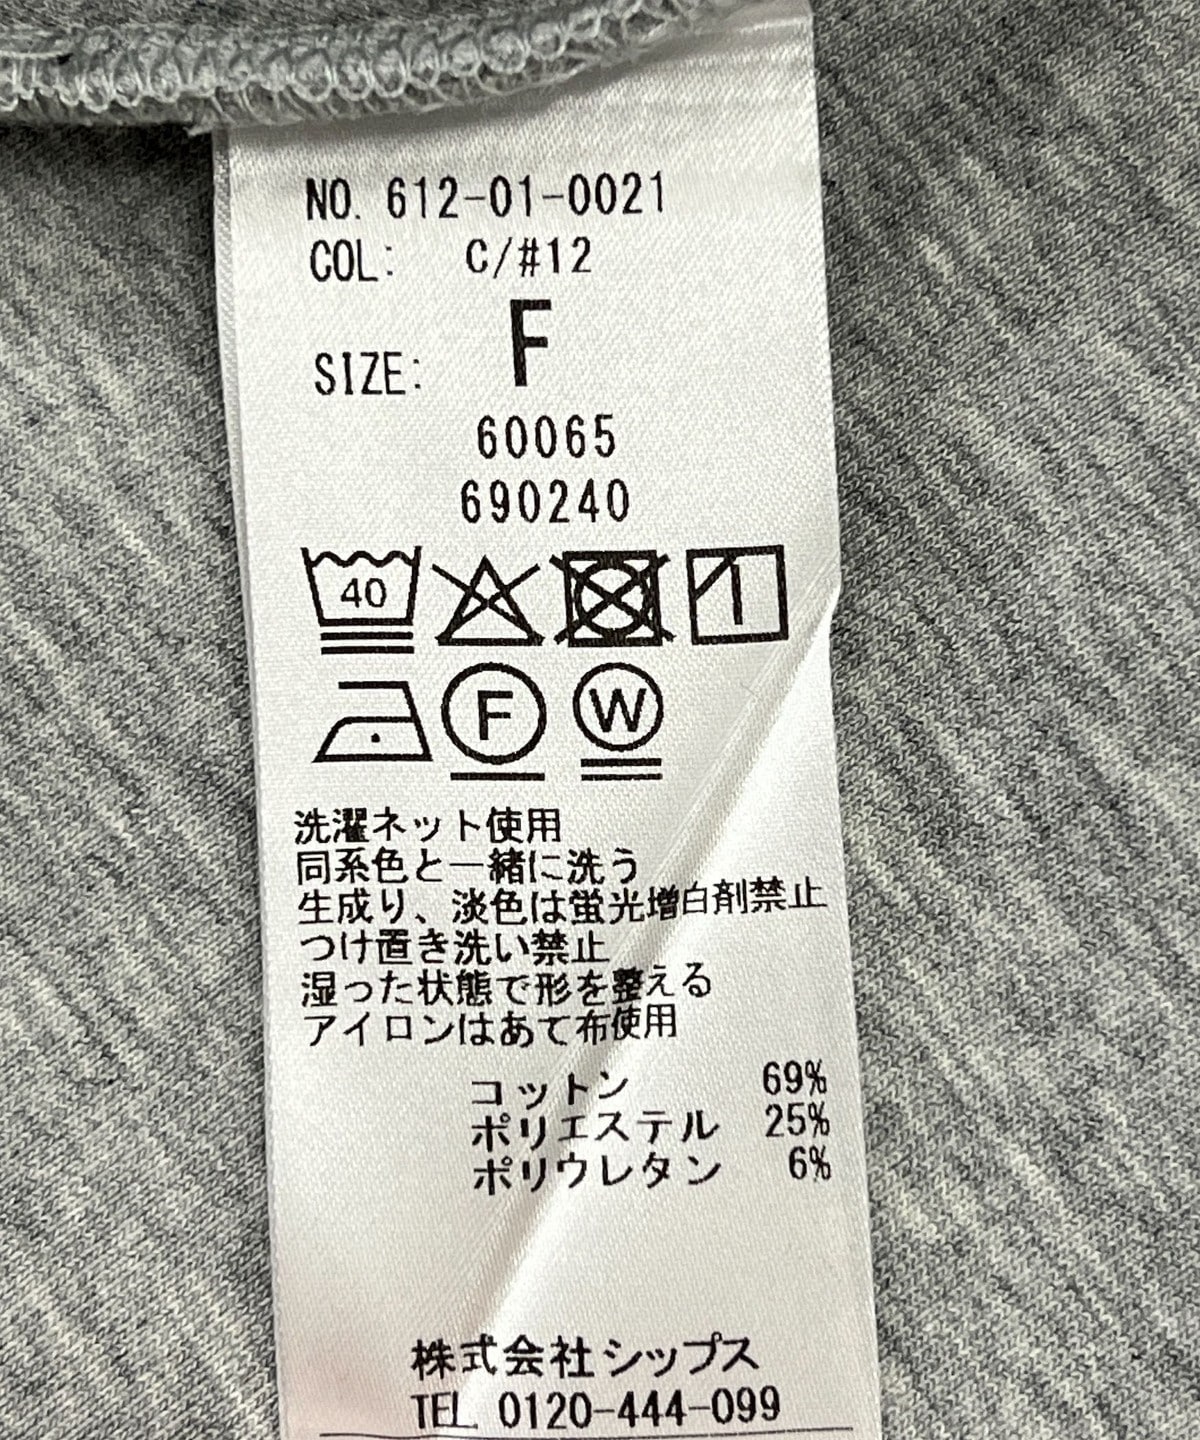 NO. 612-01-0021
COL: C/#12
SIZE: F
60065
690240
40
F W
洗濯ネット使用
同系色と一緒に洗う
生成り、淡色は蛍光増白剤禁止
つけ置き洗い禁止
湿った状態で形を整える
アイロンはあて布使用
コットン 69%
ポリエステル 25%
ポリウレタン 6%
株式会社シップス
TEL 0120-444-099